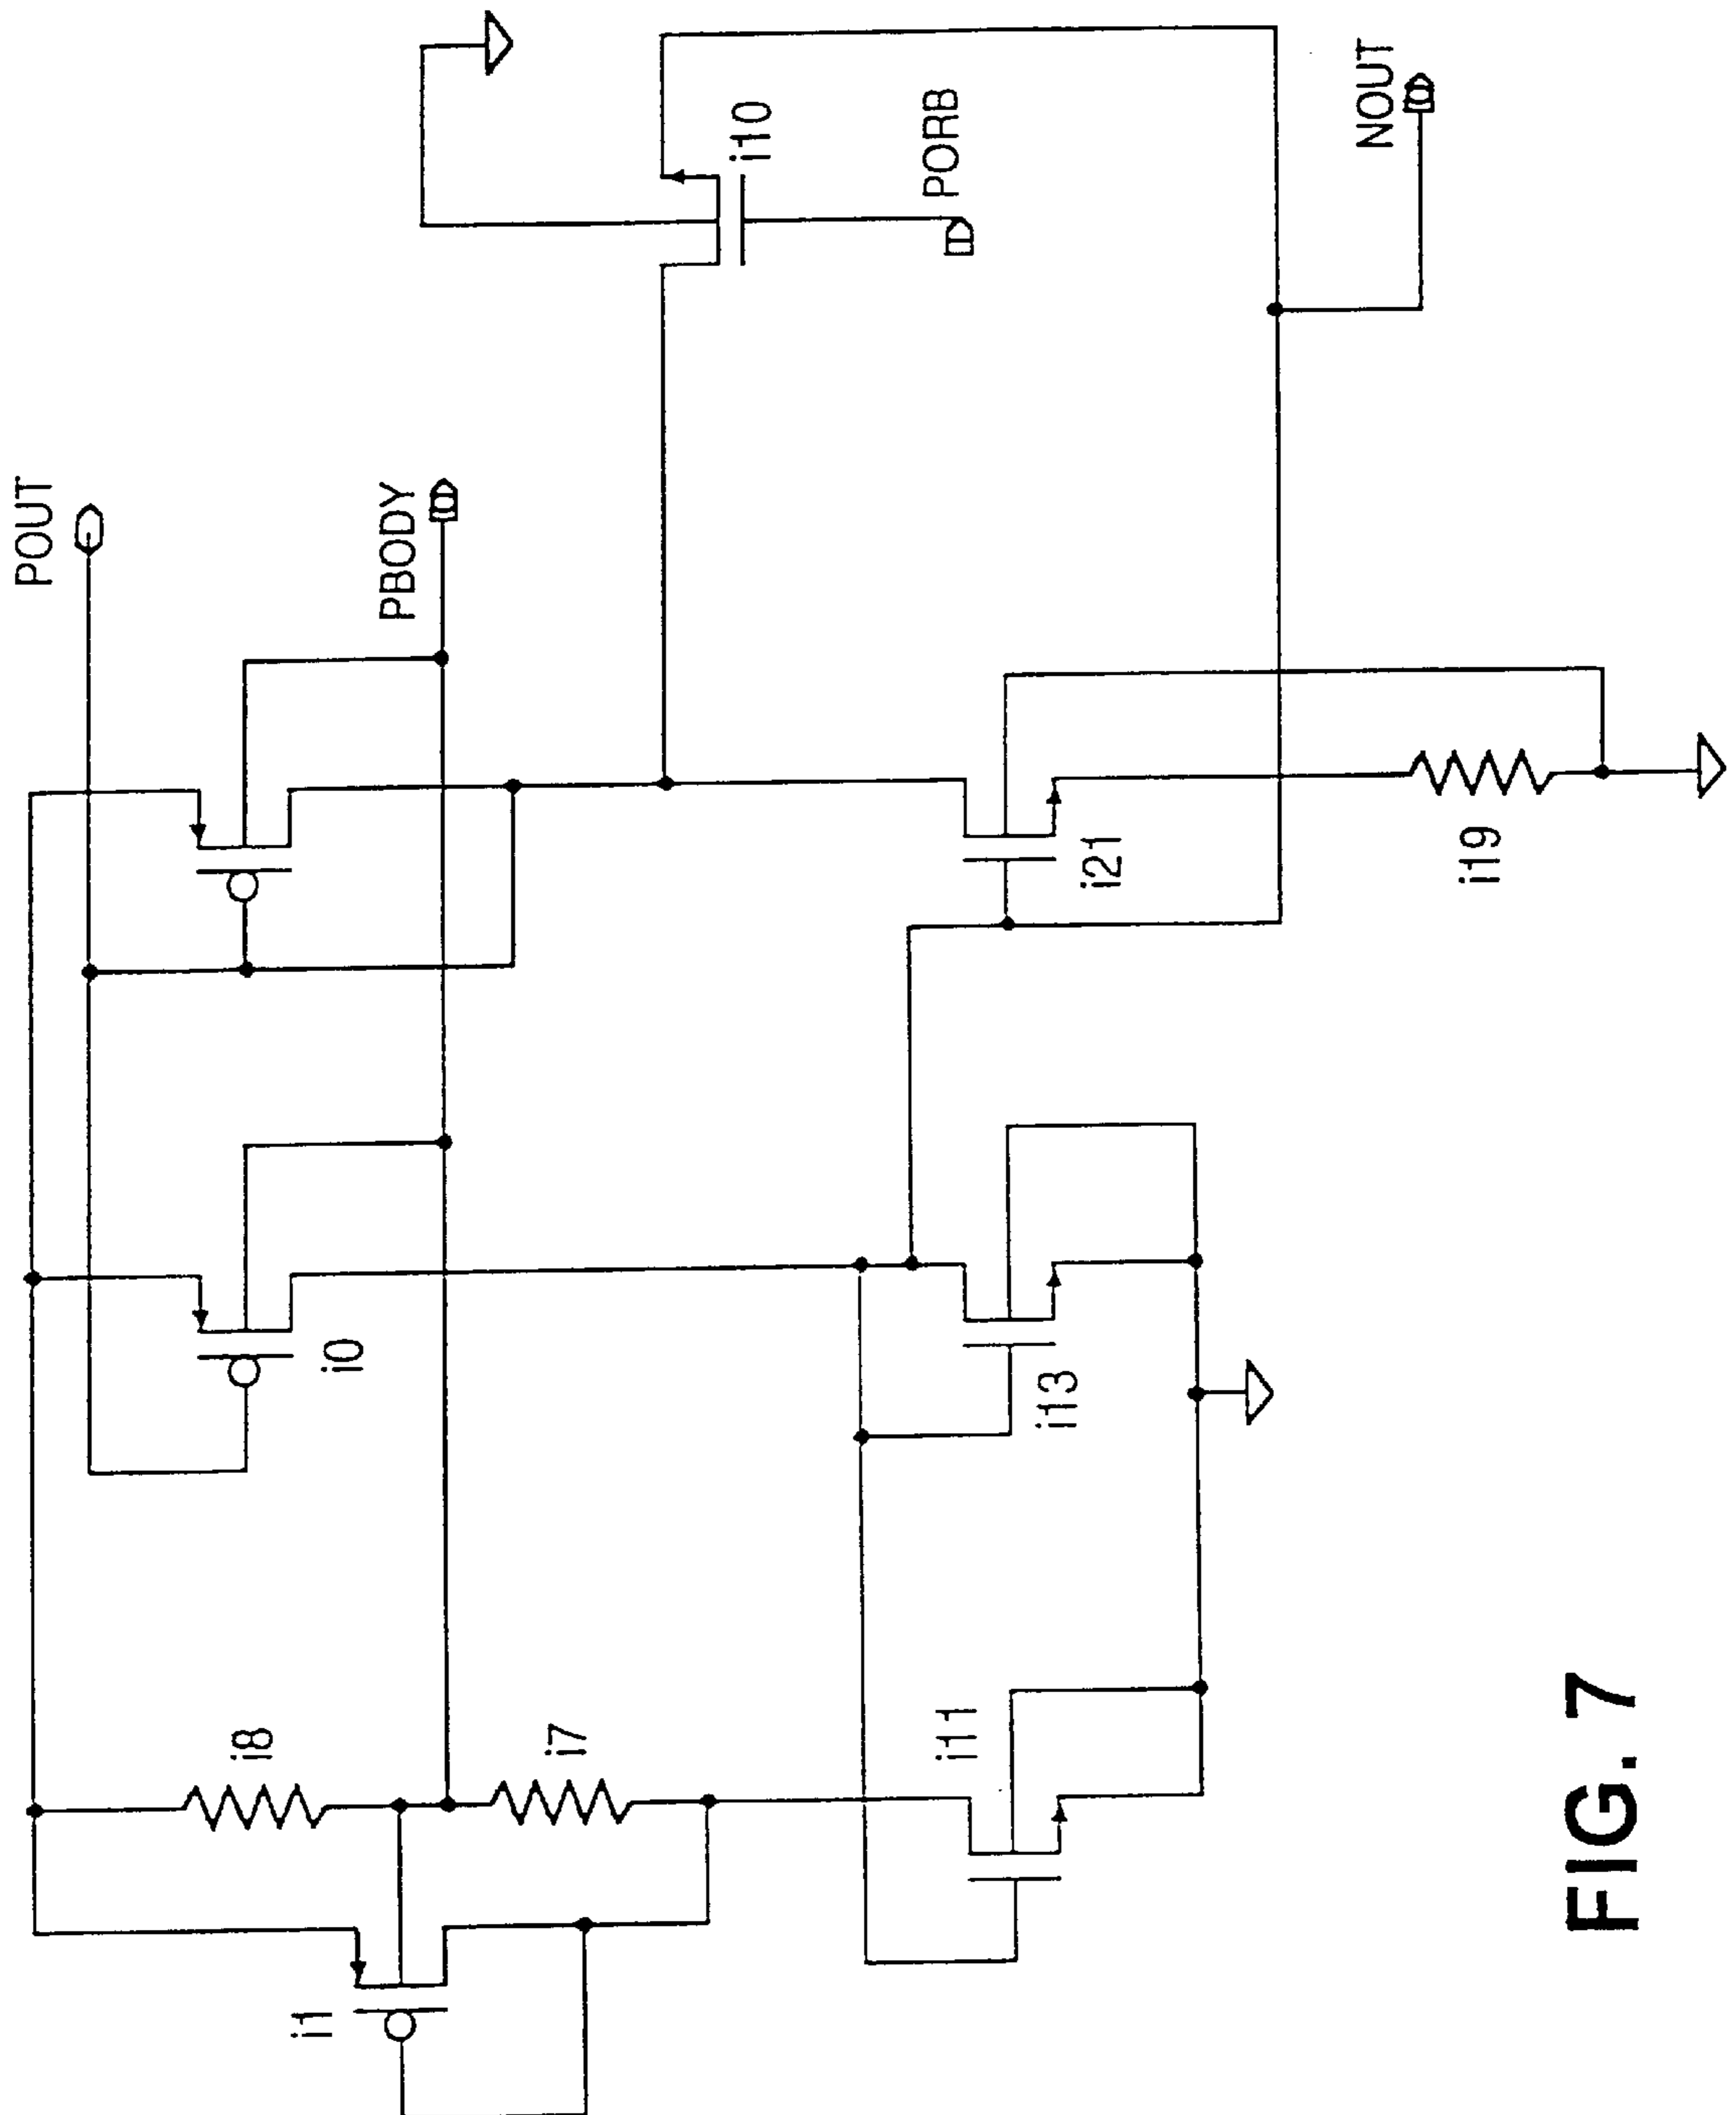 POUT
PBODY
i10
PORB
NOUT
i8
i7
i1
i0
i11
i13
i21
i19
FIG. 7